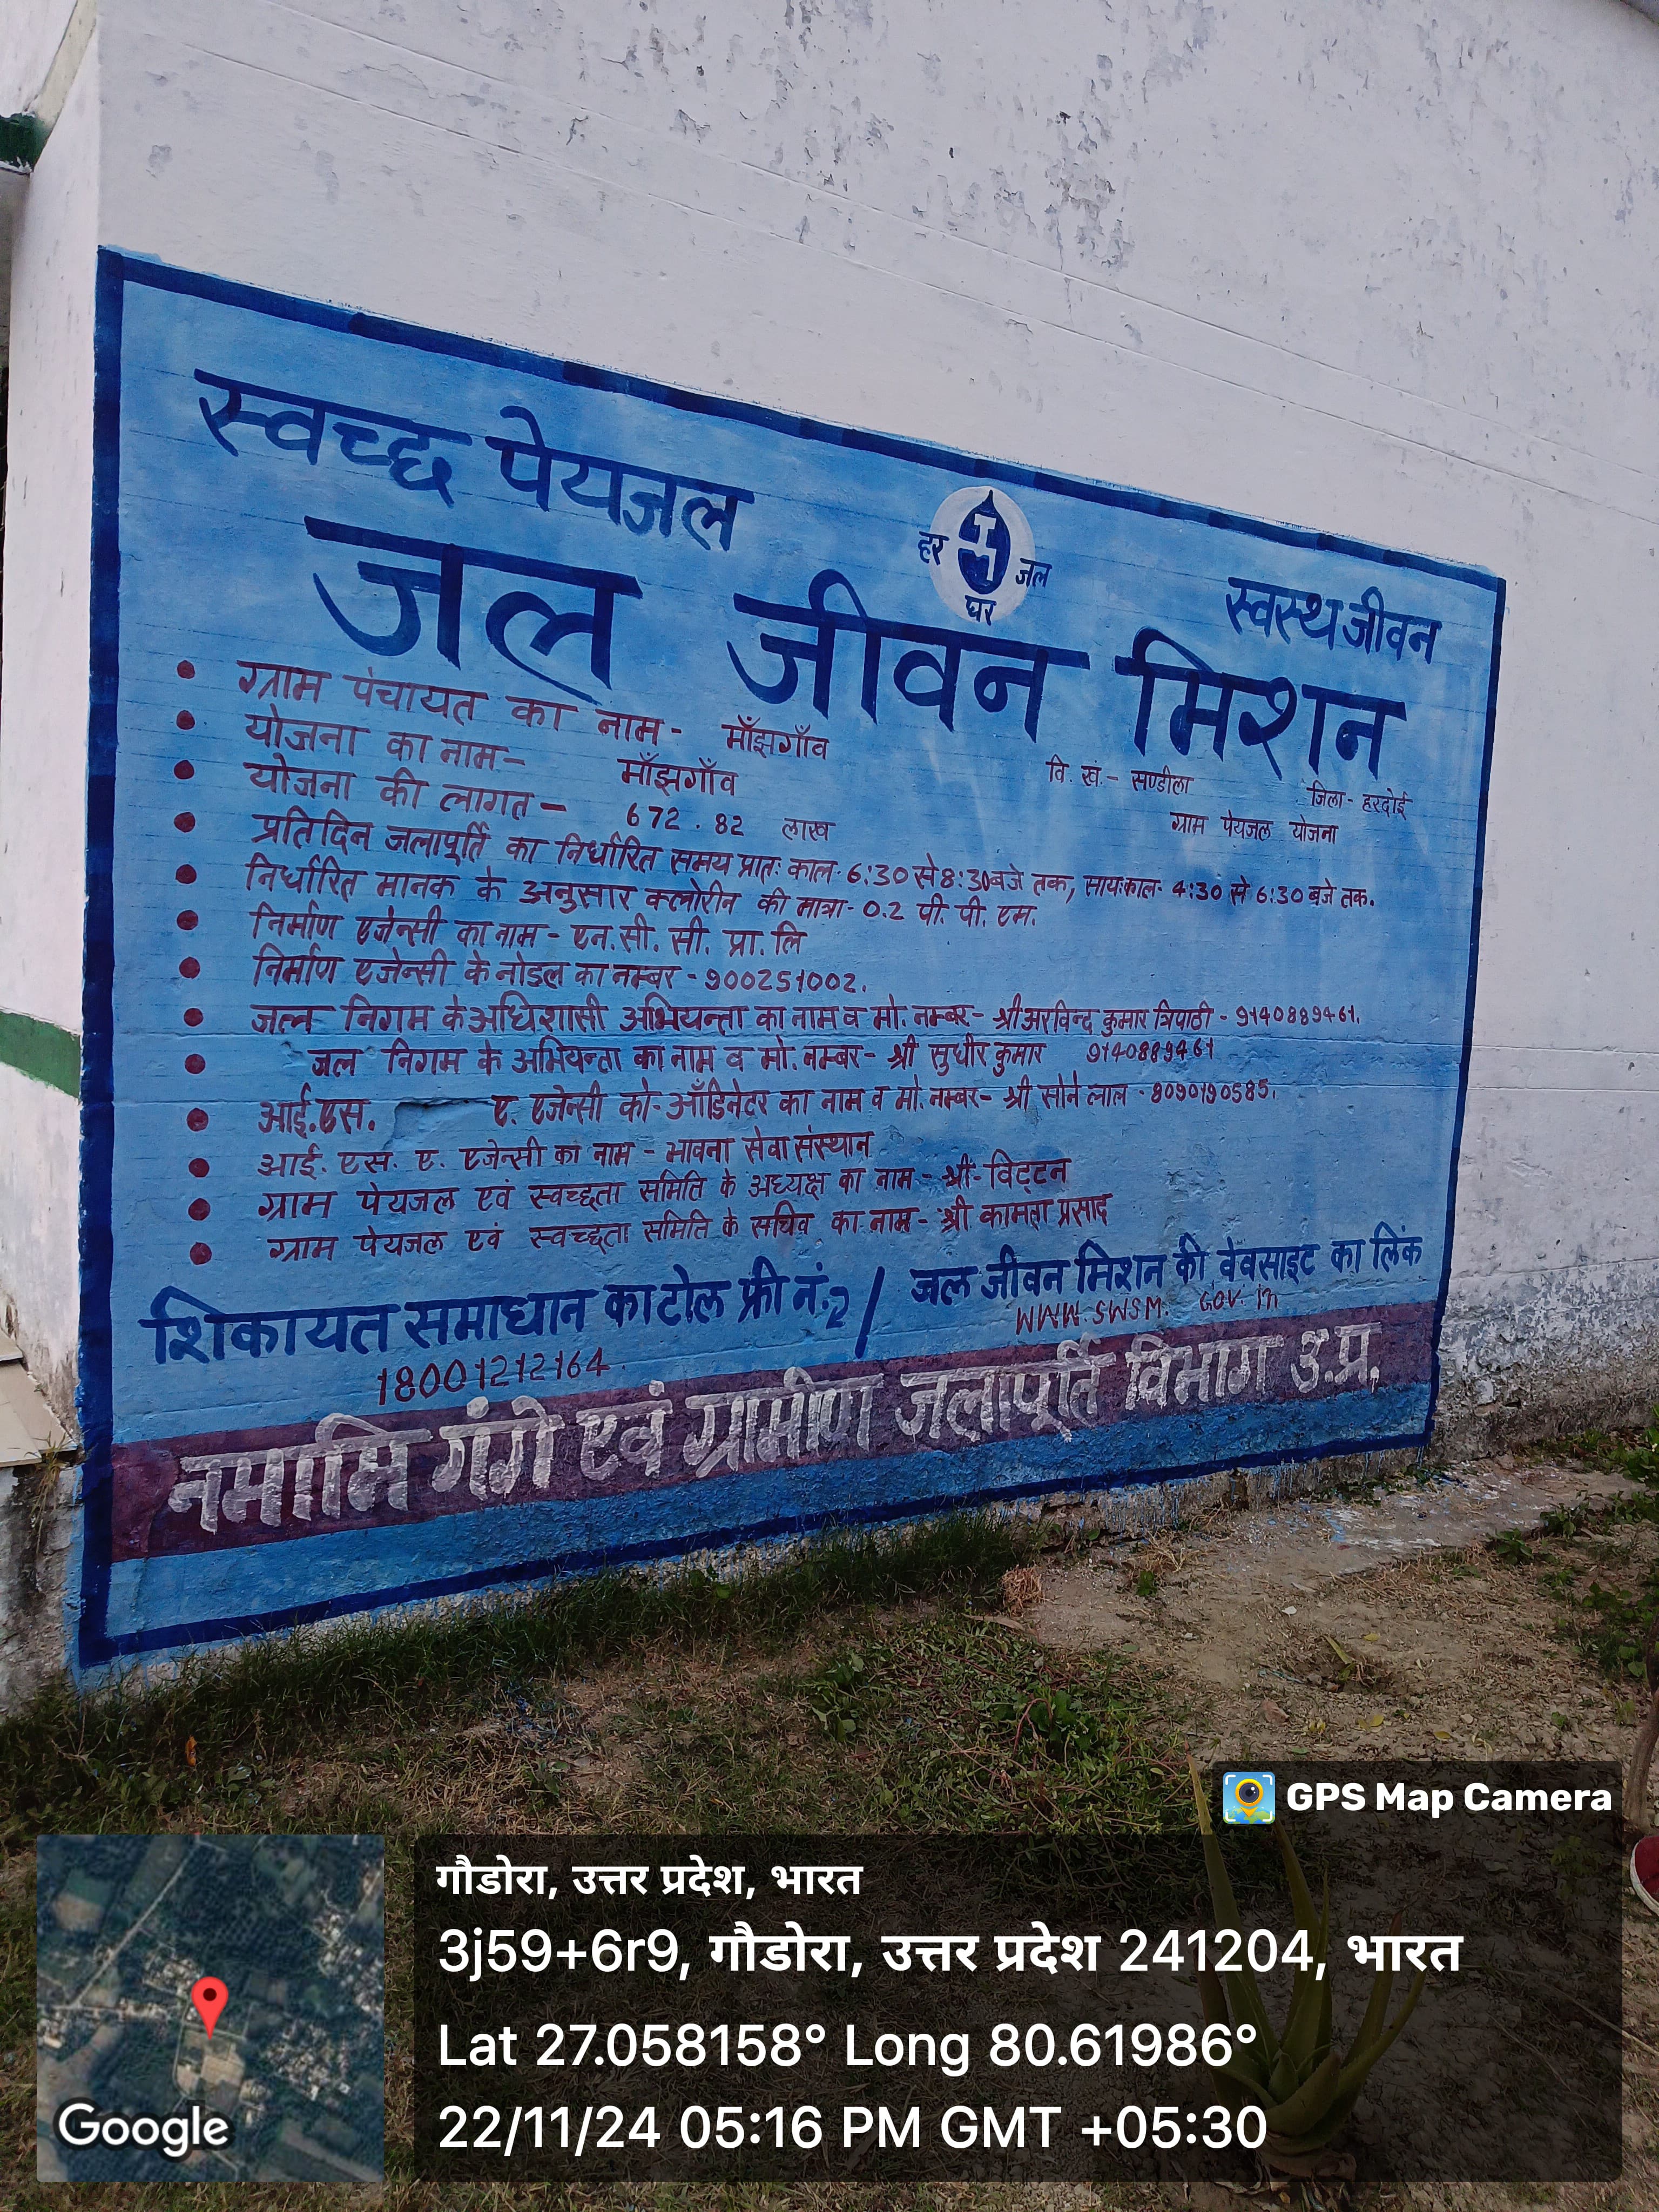 स्वच्छ पेयजल
हर घर जल
स्वस्थ जीवन
जल जीवन मिशन
ग्राम पंचायत का नाम - माँझगाँव
वि. खं. - सण्डीला
जिला - हरदोई
योजना का नाम - माँझगाँव
ग्राम पेयजल योजना
योजना की लागत - 672.82 लाख
प्रतिदिन जलापूर्ति का निर्धारित समय प्रातः काल 6:30 से 8:30 बजे तक, सायःकाल 4:30 से 6:30 बजे तक.
निर्धारित मानक के अनुसार क्लोरीन की मात्रा - 0.2 पी. पी. एम.
निर्माण एजेन्सी का नाम - एन. सी. सी. प्रा. लि
निर्माण एजेन्सी के नोडल का नम्बर - 900251002.
जल निगम के अधिशासी अभियन्ता का नाम व मो. नम्बर - श्री अरविन्द कुमार त्रिपाठी - 9140889461.
जल निगम के अभियन्ता का नाम व मो. नम्बर - श्री सुधीर कुमार 9140889461
आई. एस. ए. एजेन्सी को-ऑडिनेटर का नाम व मो. नम्बर - श्री सोने लाल - 8090190585.
आई. एस. ए. एजेन्सी का नाम - भावना सेवा संस्थान
ग्राम पेयजल एवं स्वच्छता समिति के अध्यक्ष का नाम - श्री - विट्टन
ग्राम पेयजल एवं स्वच्छता समिति के सचिव का नाम - श्री कामता प्रसाद
शिकायत समाधान का टोल फ्री नं. 2 / जल जीवन मिशन की वेवसाइट का लिंक
18001212164. WWW.SWSM. GOV. in
नमामि गंगे एवं ग्रामीण जलापूर्ति विभाग उ.प्र.
GPS Map Camera
गौडोरा, उत्तर प्रदेश, भारत
3j59+6r9, गौडोरा, उत्तर प्रदेश 241204, भारत
Lat 27.058158° Long 80.61986°
22/11/24 05:16 PM GMT +05:30
Google